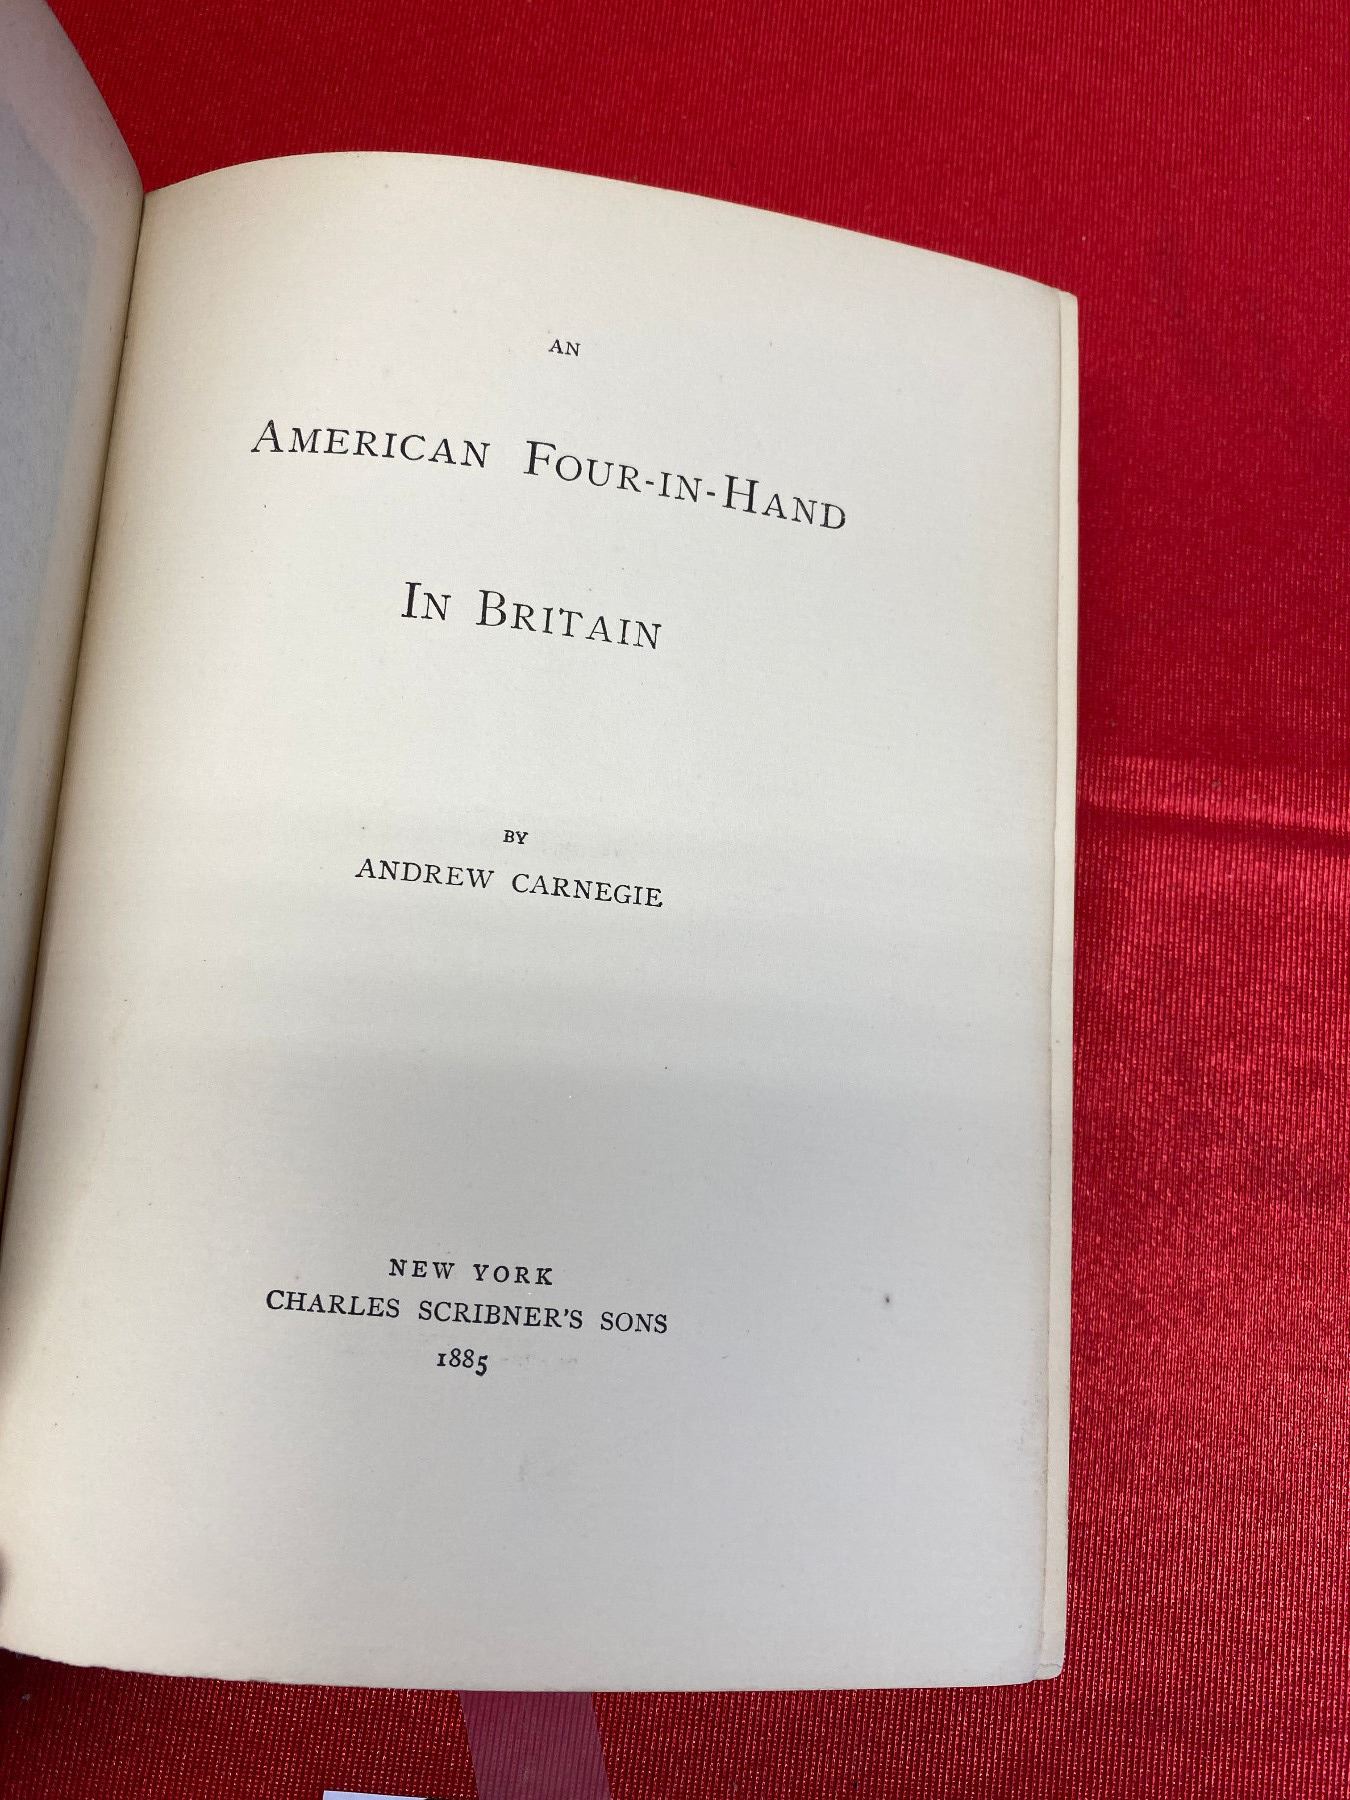 AN
AMERICAN FOUR-IN-HAND
IN BRITAIN
BY
ANDREW CARNEGIE
NEW YORK
CHARLES SCRIBNER'S SONS
1885